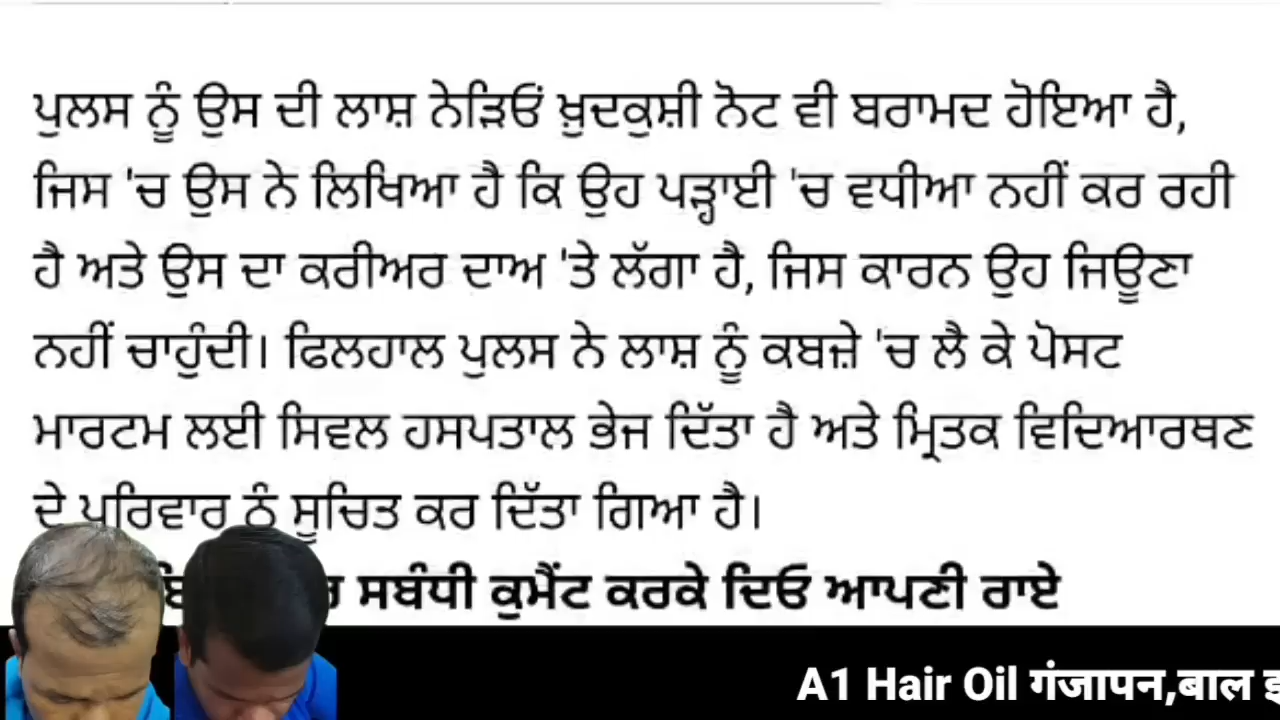 ਪੁਲਸ ਨੂੰ ਉਸ ਦੀ ਲਾਸ਼ ਨੇੜਿਓਂ ਖ਼ੁਦਕੁਸ਼ੀ ਨੋਟ ਵੀ ਬਰਾਮਦ ਹੋਇਆ ਹੈ,
ਜਿਸ 'ਚ ਉਸ ਨੇ ਲਿਖਿਆ ਹੈ ਕਿ ਉਹ ਪੜ੍ਹਾਈ 'ਚ ਵਧੀਆ ਨਹੀਂ ਕਰ ਰਹੀ
ਹੈ ਅਤੇ ਉਸ ਦਾ ਕਰੀਅਰ ਦਾਅ 'ਤੇ ਲੱਗਾ ਹੈ, ਜਿਸ ਕਾਰਨ ਉਹ ਜਿਊਣਾ
ਨਹੀਂ ਚਾਹੁੰਦੀ। ਫਿਲਹਾਲ ਪੁਲਸ ਨੇ ਲਾਸ਼ ਨੂੰ ਕਬਜ਼ੇ 'ਚ ਲੈ ਕੇ ਪੋਸਟ
ਮਾਰਟਮ ਲਈ ਸਿਵਲ ਹਸਪਤਾਲ ਭੇਜ ਦਿੱਤਾ ਹੈ ਅਤੇ ਮ੍ਰਿਤਕ ਵਿਦਿਆਰਥਣ
ਦੇ ਪਰਿਵਾਰ ਨੂੰ ਸੂਚਿਤ ਕਰ ਦਿੱਤਾ ਗਿਆ ਹੈ।
ਸਬੰਧੀ ਕੁਮੈਂਟ ਕਰਕੇ ਦਿਓ ਆਪਣੀ ਰਾਏ
A1 Hair Oil गंजापन,बाल